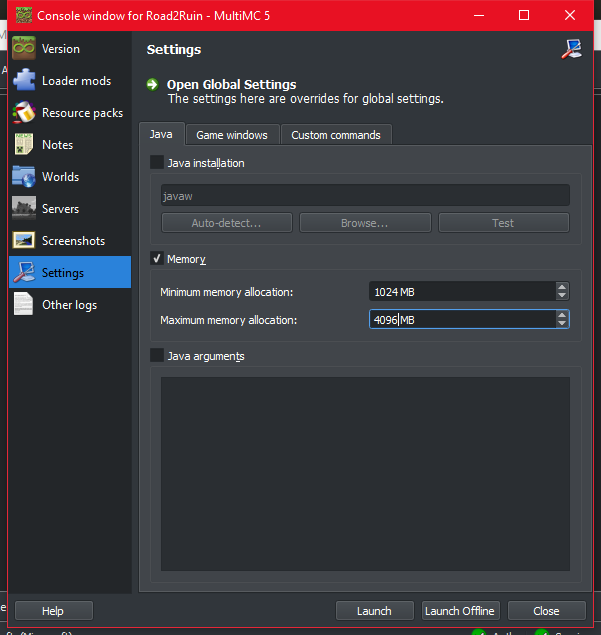 Console window for Road2Ruin - MultiMC 5
Version
Loader mods
Resource packs
Notes
Worlds
Servers
Screenshots
Settings
Other logs
Settings
Open Global Settings
The settings here are overrides for global settings.
Java
Game windows
Custom commands
Java installation
javaw
Auto-detect...
Browse...
Test
Memory
Minimum memory allocation:
1024 MB
Maximum memory allocation:
4096 MB
Java arguments
Help
Launch
Launch Offline
Close